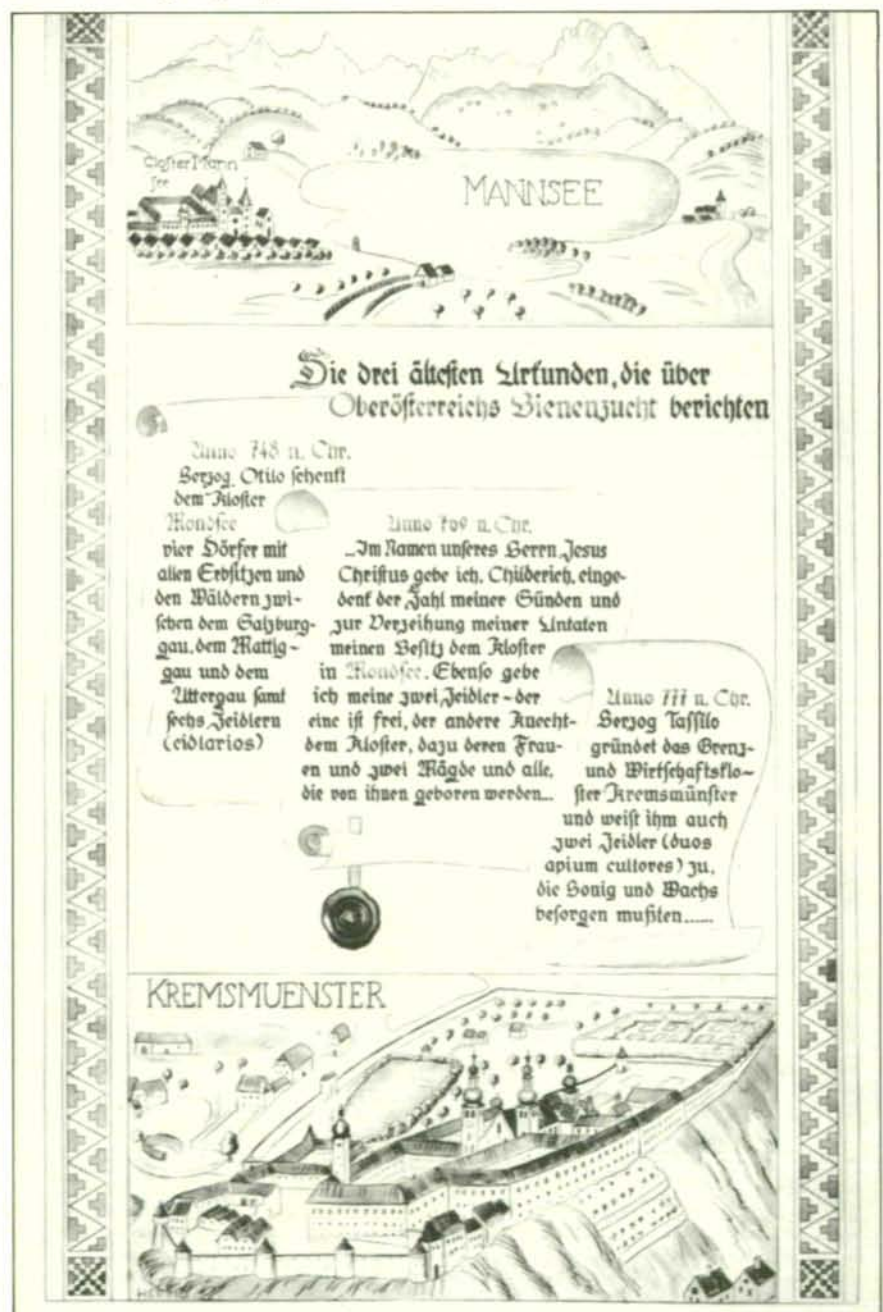 Closter Mann
see
MANNSEE
Die drei ältesten Urkunden, die über
Oberösterreichs Bienenzucht berichten
Anno 748 n. Chr.
Herzog Otilo schenkt
dem Kloster
Mondsee
vier Dörfer mit
allen Erbsitzen und
den Wäldern zwi-
schen dem Salzburg-
gau, dem Mattig-
gau und dem
Attergau samt
sechs Zeidlern
(cidlarios)
Anno 769 n. Chr.
...Im Namen unseres Herrn Jesus
Christus gebe ich, Childerich, einge-
denk der Zahl meiner Sünden und
zur Verzeihung meiner Untaten
meinen Besitz dem Kloster
in Mondsee. Ebenso gebe
ich meine zwei Zeidler - der
eine ist frei, der andere Knecht-
dem Kloster, dazu deren Frau-
en und zwei Mägde und alle,
die von ihnen geboren werden...
Anno 777 n. Chr.
Herzog Tassilo
gründet das Grenz-
und Wirtschaftsklo-
ster Kremsmünster
und weist ihm auch
zwei Zeidler (duos
apium cultores) zu,
die Honig und Wachs
besorgen mußten......
KREMSMUENSTER